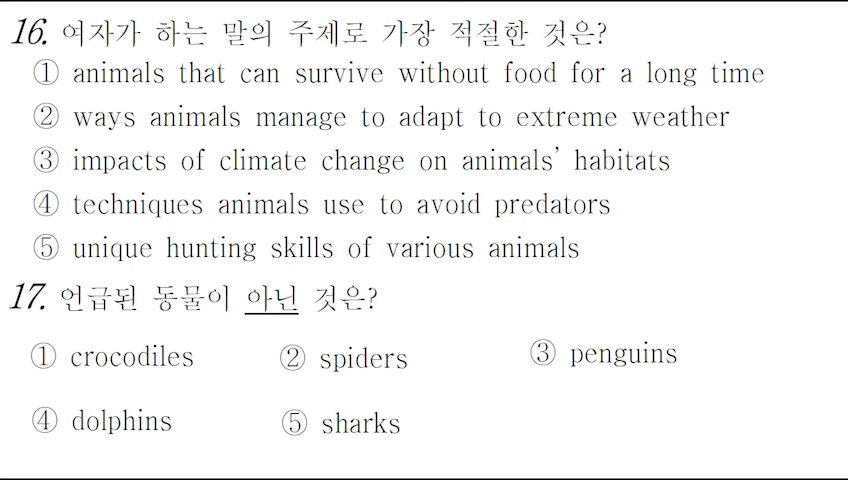 16. 여자가 하는 말의 주제로 가장 적절한 것은?
① animals that can survive without food for a long time
② ways animals manage to adapt to extreme weather
③ impacts of climate change on animals' habitats
④ techniques animals use to avoid predators
⑤ unique hunting skills of various animals
17. 언급된 동물이 아닌 것은?
① crocodiles ② spiders ③ penguins
④ dolphins ⑤ sharks